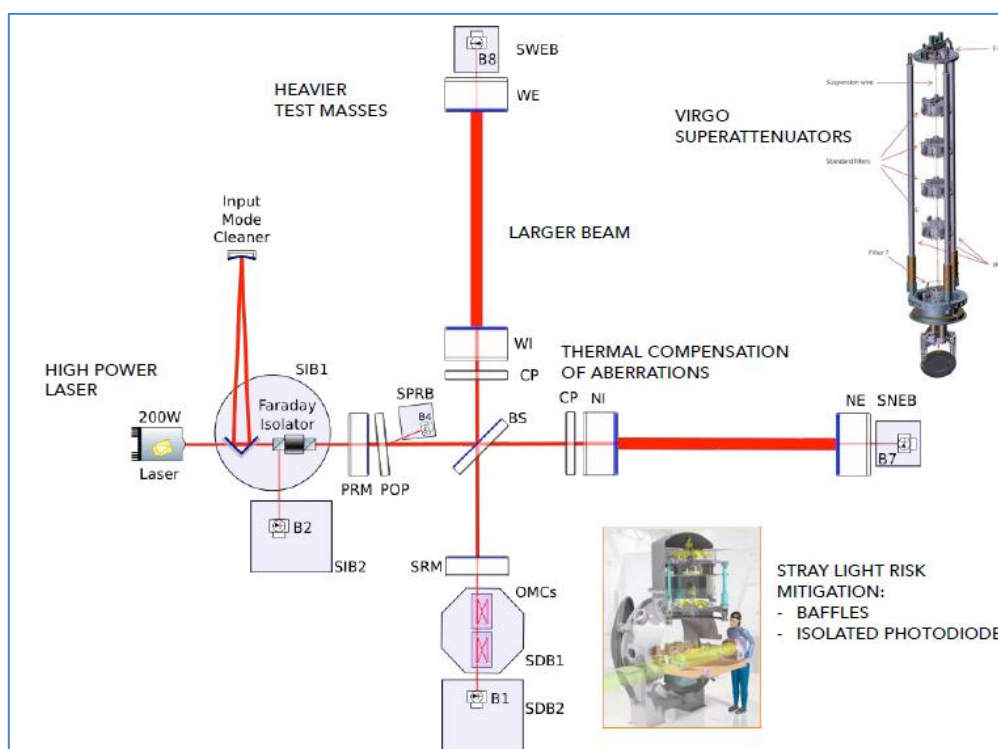 SWEB
B8
WE
HEAVIER
TEST MASSES
VIRGO
SUPERATTENUATORS
Suspension wire
Standard filters
Filter 7
Input
Mode
Cleaner
LARGER BEAM
WI
CP
THERMAL COMPENSATION
OF ABERRATIONS
HIGH POWER
LASER
SIB1
Faraday
Isolator
200W
Laser
SPRB
B4
BS
CP
NI
NE
SNEB
B7
PRM
POP
B2
SIB2
SRM
OMCs
SDB1
B1
SDB2
STRAY LIGHT RISK
MITIGATION:
- BAFFLES
- ISOLATED PHOTODIODE